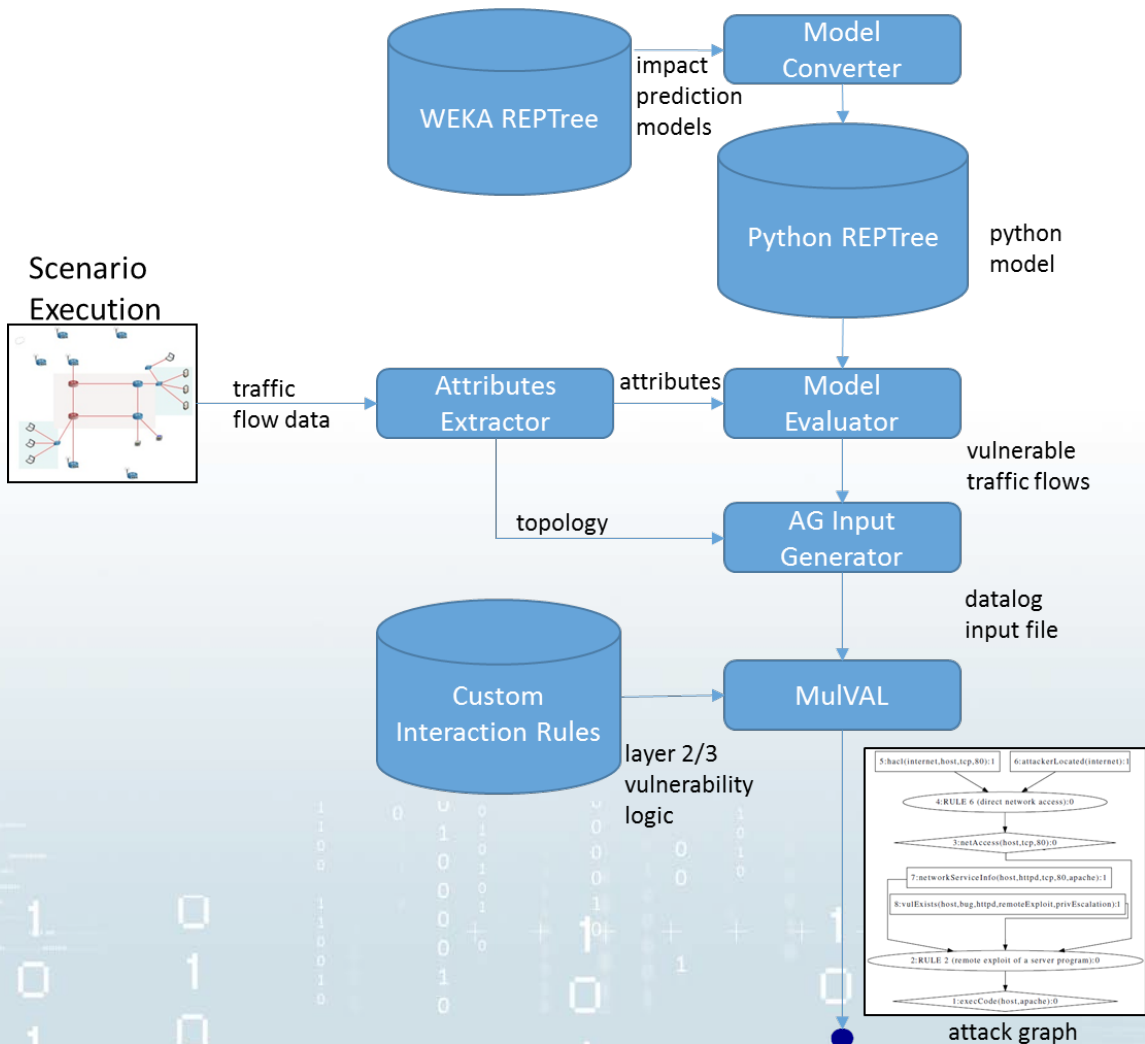 Model
Converter
impact
prediction
models
WEKA REPTree
Python REPTree
python
model
Scenario
Execution
traffic
flow data
Attributes
Extractor
attributes
Model
Evaluator
vulnerable
traffic flows
topology
AG Input
Generator
datalog
input file
Custom
Interaction Rules
MulVAL
layer 2/3
vulnerability
logic
5:hacl(internet,host,tcp,80):1
6:attackerLocated(internet):1
4:RULE 6 (direct network access):0
3:netAccess(host,tcp,80):0
7:networkServiceInfo(host,httpd,tcp,80,apache):1
8:vulExists(host,bug,httpd,remoteExploit,privEscalation):1
2:RULE 2 (remote exploit of a server program):0
1:execCode(host,apache):0
attack graph